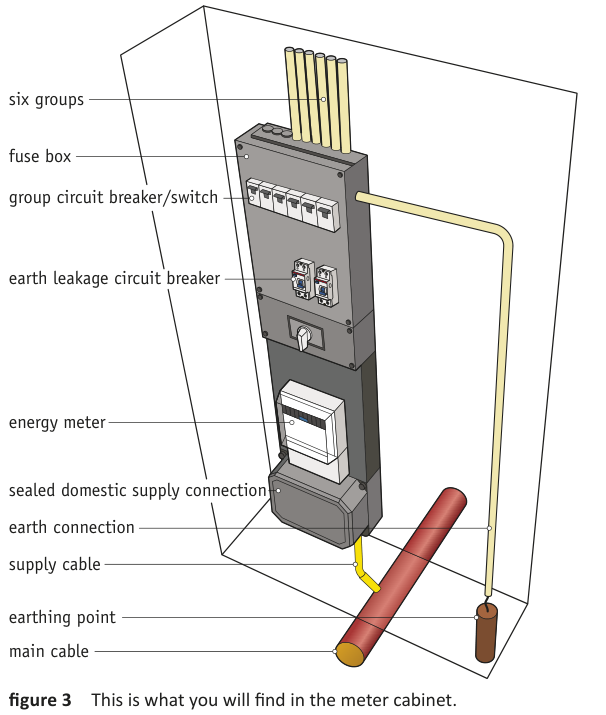 six groups
fuse box
group circuit breaker/switch
earth leakage circuit breaker
energy meter
sealed domestic supply connection
earth connection
supply cable
earthing point
main cable
figure 3 This is what you will find in the meter cabinet.